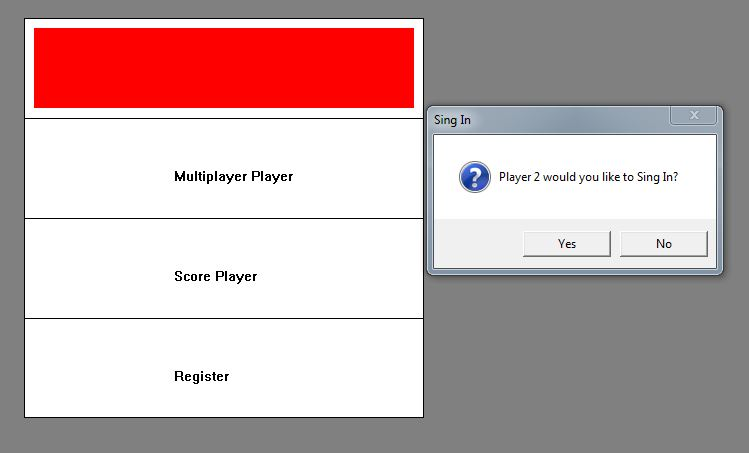 Multiplayer Player
Score Player
Register
Sing In
Player 2 would you like to Sing In?
Yes
No